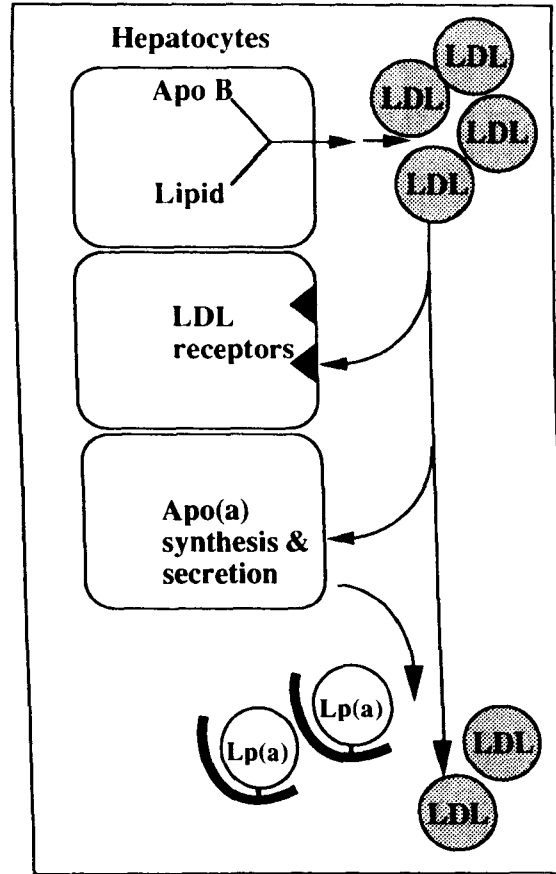 Hepatocytes
Apo B
Lipid
LDL
LDL
LDL
LDL
LDL
receptors
Apo(a)
synthesis &
secretion
Lp(a)
Lp(a)
LDL
LDL